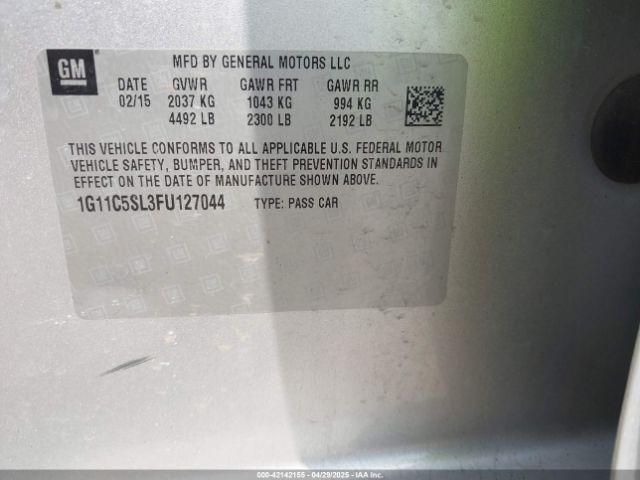 GM
MFD BY GENERAL MOTORS LLC
DATE GVWR GAWR FRT GAWR RR
02/15 2037 KG 1043 KG 994 KG
4492 LB 2300 LB 2192 LB
THIS VEHICLE CONFORMS TO ALL APPLICABLE U.S. FEDERAL MOTOR
VEHICLE SAFETY, BUMPER, AND THEFT PREVENTION STANDARDS IN
EFFECT ON THE DATE OF MANUFACTURE SHOWN ABOVE.
1G11C5SL3FU127044 TYPE: PASS CAR
000-42142155 04/29/2025 - IAAI.COM